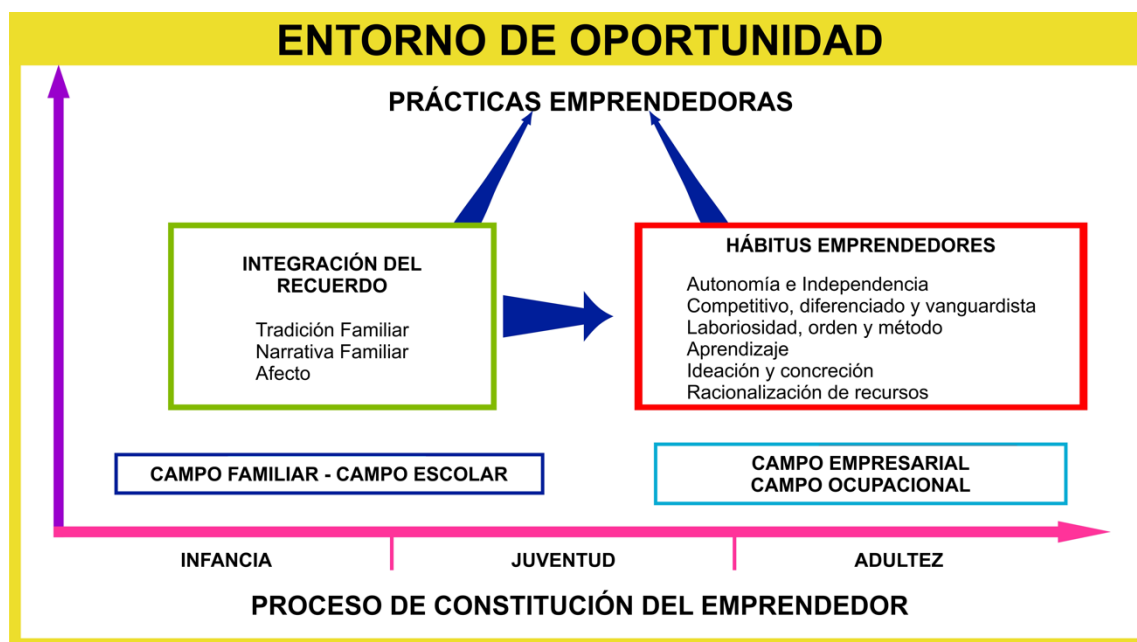 ENTORNO DE OPORTUNIDAD
PRÁCTICAS EMPRENDEDORAS
INTEGRACIÓN DEL
RECUERDO
Tradición Familiar
Narrativa Familiar
Afecto
HÁBITUS EMPRENDEDORES
Autonomía e Independencia
Competitivo, diferenciado y vanguardista
Laboriosidad, orden y método
Aprendizaje
Ideación y concreción
Racionalización de recursos
CAMPO FAMILIAR - CAMPO ESCOLAR
CAMPO EMPRESARIAL
CAMPO OCUPACIONAL
INFANCIA
JUVENTUD
ADULTEZ
PROCESO DE CONSTITUCIÓN DEL EMPRENDEDOR